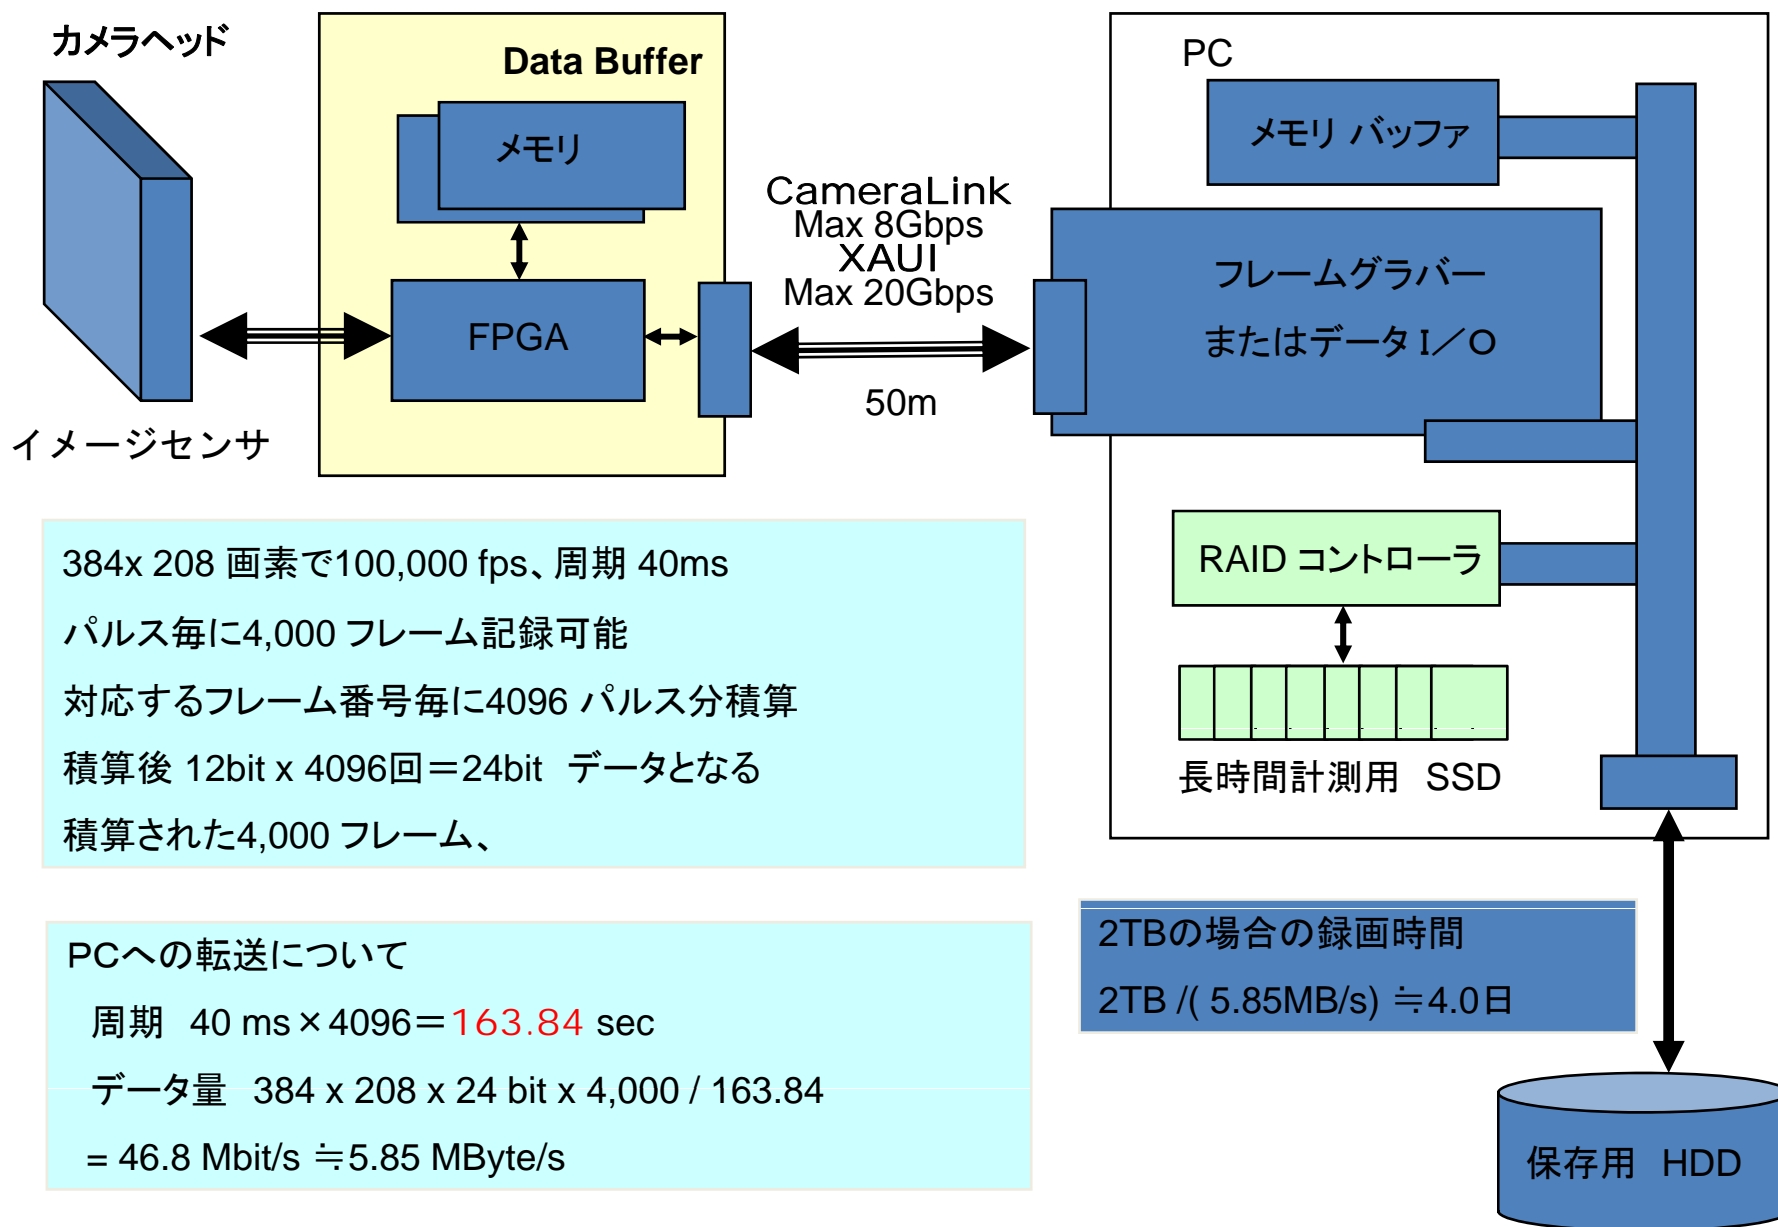 カメラヘッド
イメージセンサ
Data Buffer
メモリ
FPGA
CameraLink
Max 8Gbps
XAUI
Max 20Gbps
50m
PC
メモリ バッファ
フレームグラバー
またはデータ I／O
RAID コントローラ
長時間計測用　SSD
384x 208 画素で100,000 fps、周期 40ms
パルス毎に4,000 フレーム記録可能
対応するフレーム番号毎に4096 パルス分積算
積算後 12bit x 4096回＝24bit　データとなる
積算された4,000 フレーム、
PCへの転送について
周期　40 ms×4096＝163.84 sec
データ量　384 x 208 x 24 bit x 4,000 / 163.84
= 46.8 Mbit/s ≒5.85 MByte/s
2TBの場合の録画時間
2TB /( 5.85MB/s) ≒4.0日
保存用　HDD